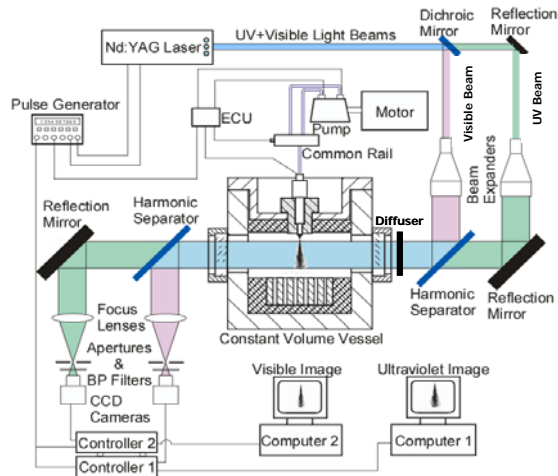 Dichroic
Mirror
Reflection
Mirror
Nd:YAG Laser
UV+Visible Light Beams
Pulse Generator
ECU
Pump
Motor
Common Rail
Visible Beam
UV Beam
Beam
Expanders
Reflection
Mirror
Harmonic
Separator
Diffuser
Harmonic
Separator
Reflection
Mirror
Constant Volume Vessel
Focus
Lenses
Apertures
&
BP Filters
CCD
Cameras
Visible Image
Ultraviolet Image
Controller 2
Controller 1
Computer 2
Computer 1